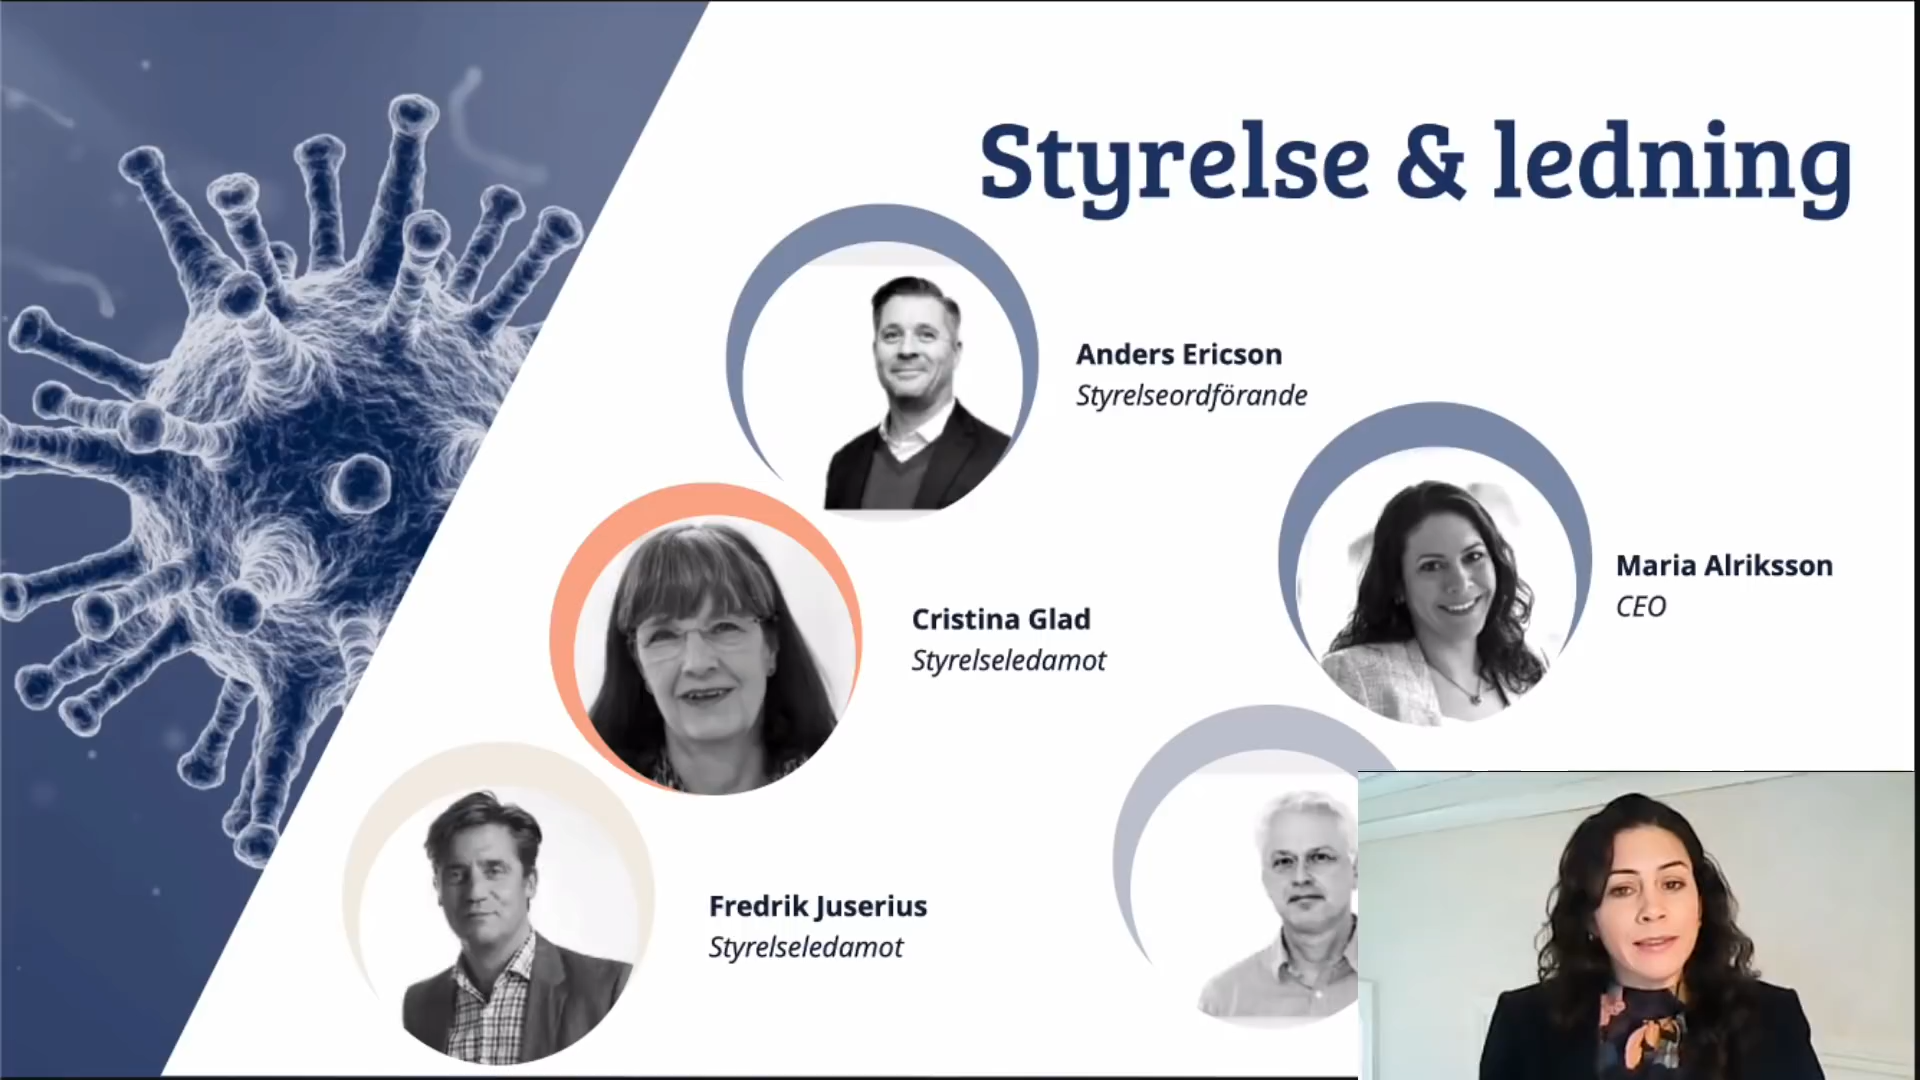 Styrelse & ledning
Anders Ericson
Styrelseordförande
Maria Alriksson
CEO
Cristina Glad
Styrelseledamot
Fredrik Juserius
Styrelseledamot